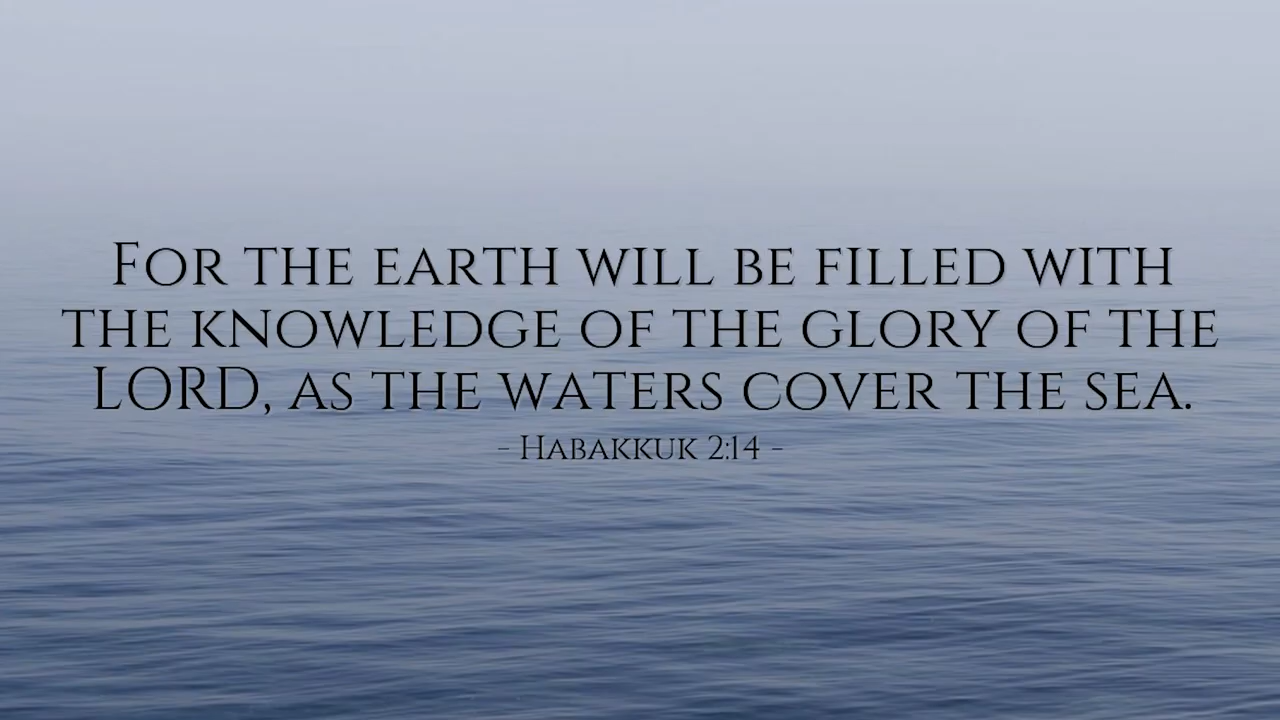 For the earth will be filled with
the knowledge of the glory of the
LORD, as the waters cover the sea.
- Habakkuk 2:14 -